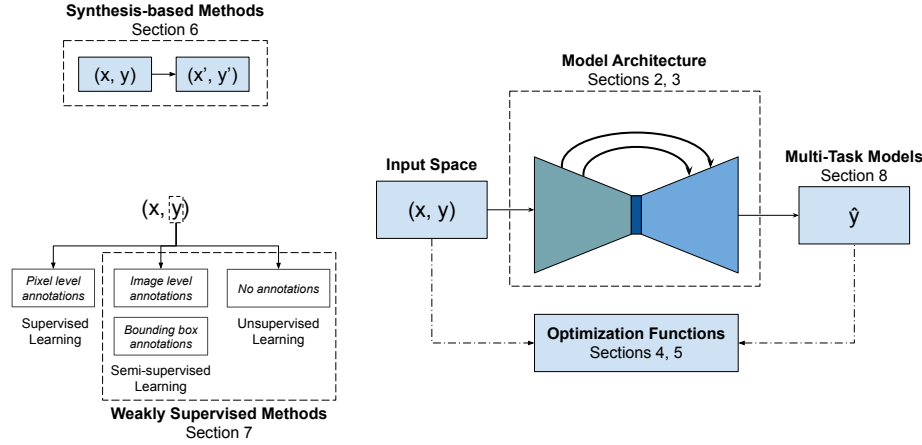 Synthesis-based Methods
Section 6
(x, y)
(x', y')
(x, y)
Pixel level
annotations
Supervised
Learning
Image level
annotations
Bounding box
annotations
Semi-supervised
Learning
No annotations
Unsupervised
Learning
Weakly Supervised Methods
Section 7
Model Architecture
Sections 2, 3
Input Space
(x, y)
Multi-Task Models
Section 8
ŷ
Optimization Functions
Sections 4, 5